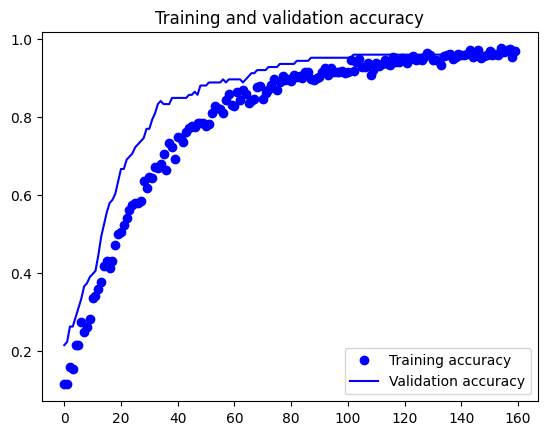 Training and validation accuracy
1.0
0.8
0.6
0.4
0.2
Training accuracy
Validation accuracy
0 20 40 60 80 100 120 140 160